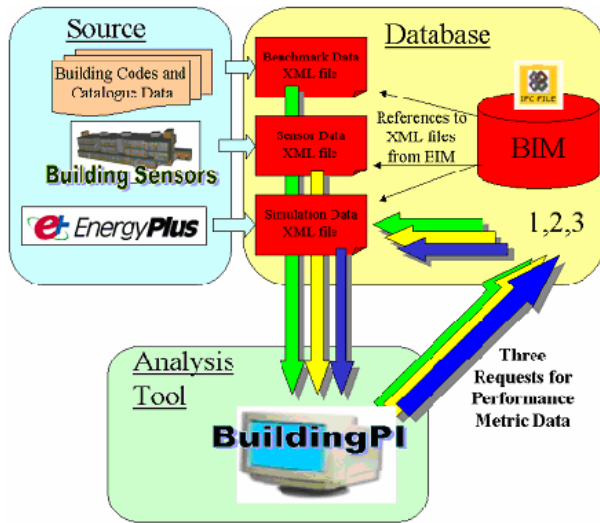 Source
Database
Building Codes and
Catalogue Data
Benchmark Data
XML file
IFC FILE
References to
XML files
from EIM
BIM
Sensor Data
XML file
Building Sensors
EnergyPlus
Simulation Data
XML file
1,2,3
Analysis
Tool
Three
Requests for
Performance
Metric Data
BuildingPI